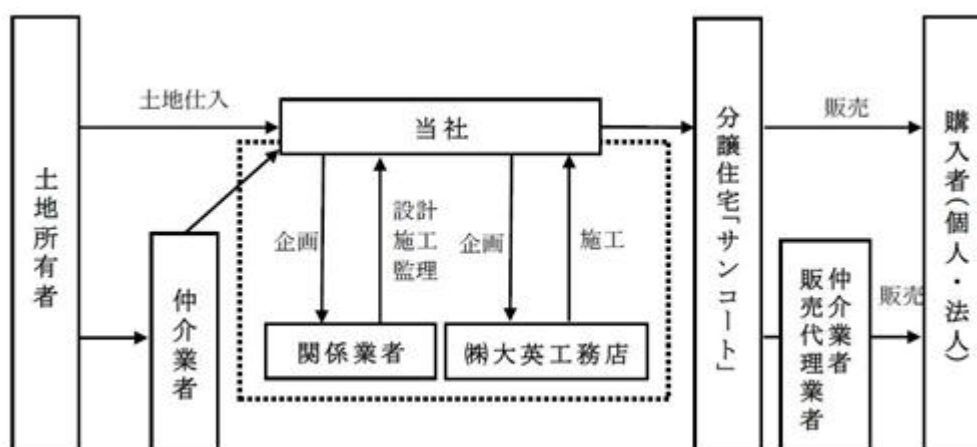 土地所有者
土地仕入
仲介業者
当社
企画
設計
施工
監理
企画
施工
関係業者
㈱大英工務店
分譲住宅「サンコート」
販売
仲介業者
販売代理業者
販売
購入者(個人・法人)